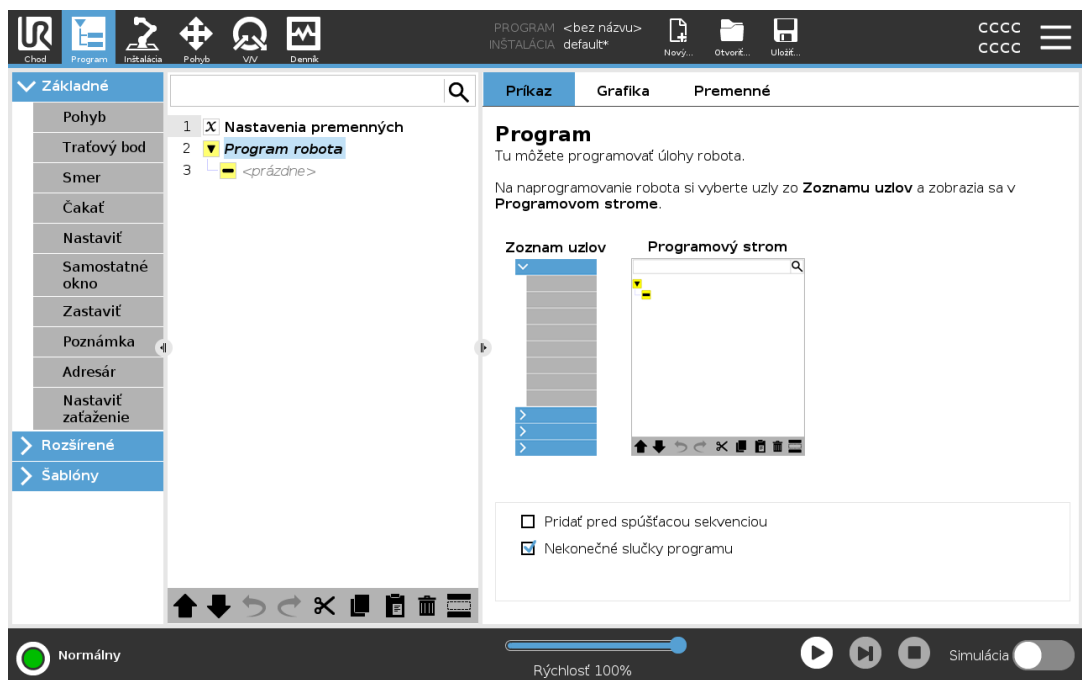 PROGRAM <bez názvu>
INŠTALÁCIA default*
Chod
Program
Inštalácia
Pohyb
V/V
Denník
Nový...
Otvoriť...
Uložiť...
CCCC
CCCC
Základné
Pohyb
Traťový bod
Smer
Čakať
Nastaviť
Samostatné
okno
Zastaviť
Poznámka
Adresár
Nastaviť
zaťaženie
Rozšírené
Šablóny
1 x Nastavenia premenných
2 Program robota
3 <prázdne>
Príkaz
Grafika
Premenné
Program
Tu môžete programovať úlohy robota.
Na naprogramovanie robota si vyberte uzly zo Zoznamu uzlov a zobrazia sa v
Programovom strome.
Zoznam uzlov
Programový strom
Pridať pred spúšťacou sekvenciou
Nekonečné slučky programu
Normálny
Rýchlosť 100%
Simulácia